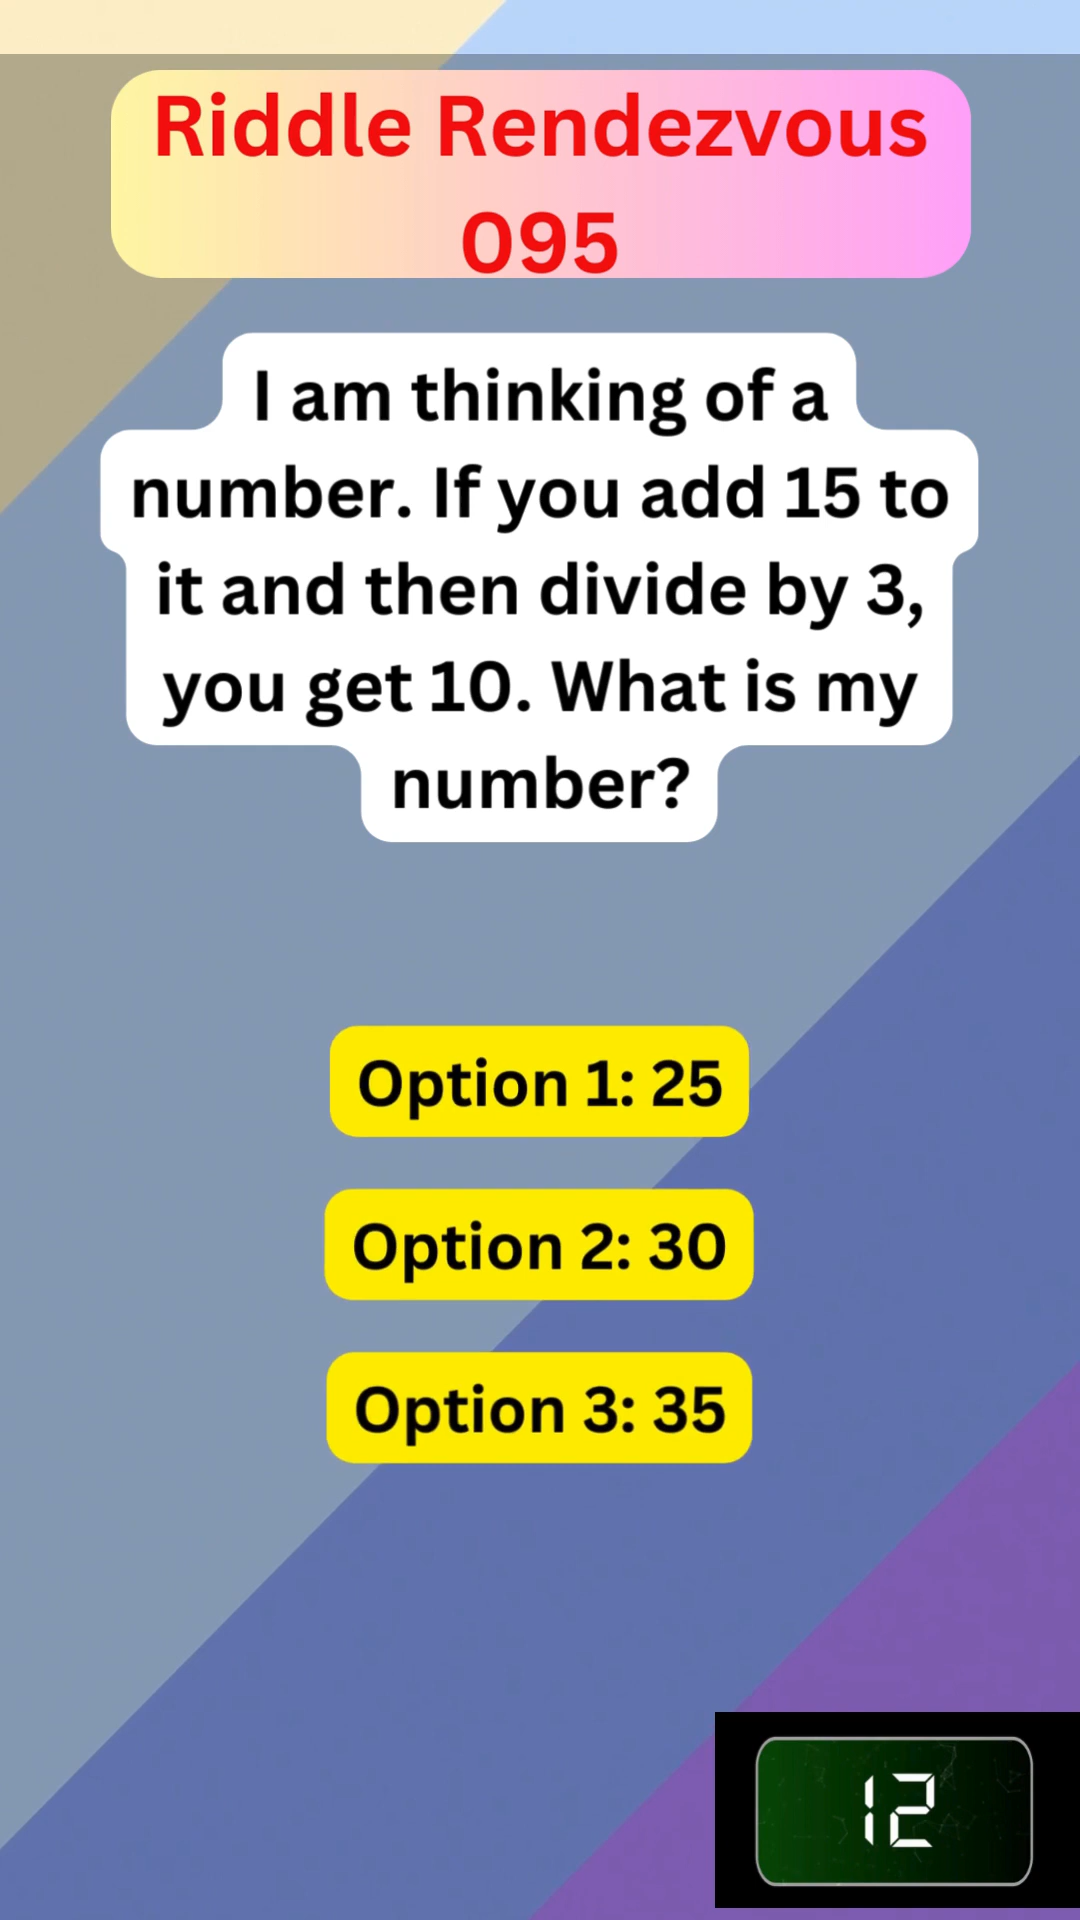 Riddle Rendezvous
095
I am thinking of a
number. If you add 15 to
it and then divide by 3,
you get 10. What is my
number?
Option 1: 25
Option 2: 30
Option 3: 35
12